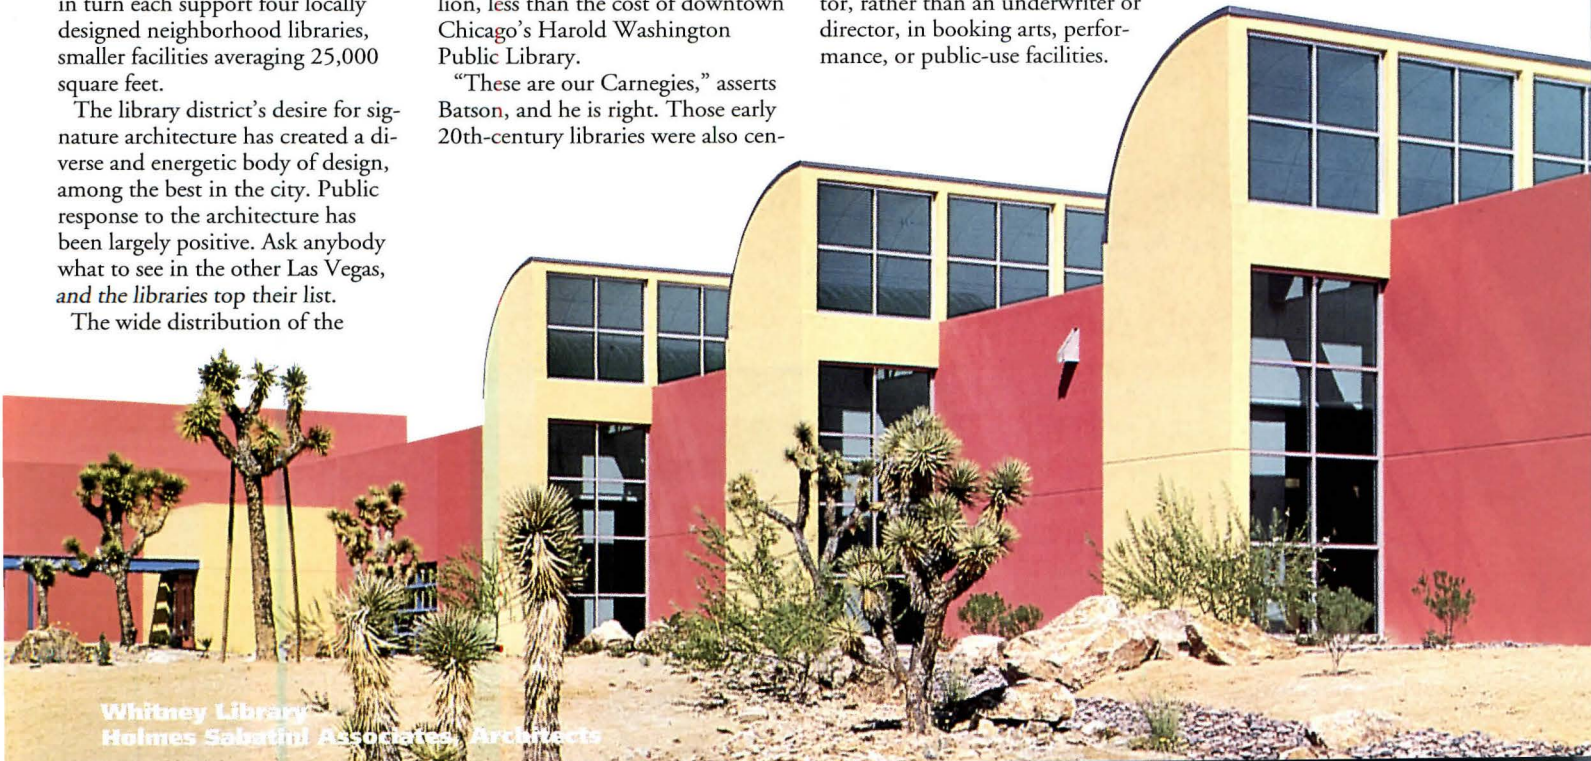 in turn each support four locally
designed neighborhood libraries,
smaller facilities averaging 25,000
square feet.
The library district's desire for sig-
nature architecture has created a di-
verse and energetic body of design,
among the best in the city. Public
response to the architecture has
been largely positive. Ask anybody
what to see in the other Las Vegas,
and the libraries top their list.
The wide distribution of the
lion, less than the cost of downtown
Chicago's Harold Washington
Public Library.
“These are our Carnegies,” asserts
Batson, and he is right. Those early
20th-century libraries were also cen-
tor, rather than an underwriter or
director, in booking arts, perfor-
mance, or public-use facilities.
Whitney Library
Holmes Sabatini Associates, Architects